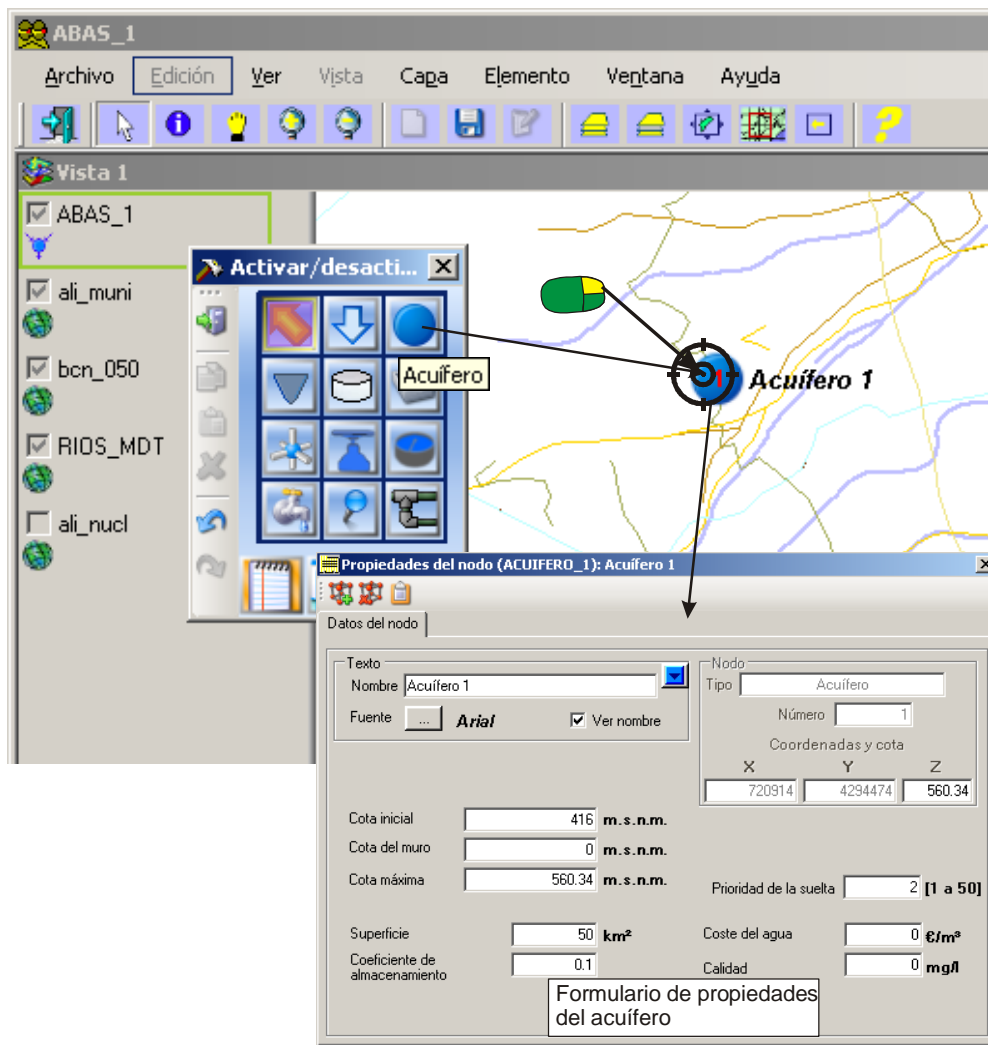 ABAS_1
Archivo Edición Ver Vista Capa Elemento Ventana Ayuda
Vista 1
ABAS_1
ali_muni
bcn_050
RIOS_MDT
ali_nucl
Activar/desacti...
Acuífero
1
Acuífero 1
Propiedades del nodo (ACUIFERO_1): Acuífero 1
Datos del nodo
Texto
Nombre Acuífero 1
Fuente ... Arial Ver nombre
Nodo
Tipo Acuífero
Número 1
Coordenadas y cota
X Y Z
720914 4294474 560.34
Cota inicial 416 m.s.n.m.
Cota del muro 0 m.s.n.m.
Cota máxima 560.34 m.s.n.m.
Prioridad de la suelta 2 [1 a 50]
Superficie 50 km²
Coste del agua 0 €/m³
Coeficiente de
almacenamiento 0.1
Calidad 0 mg/l
Formulario de propiedades
del acuífero